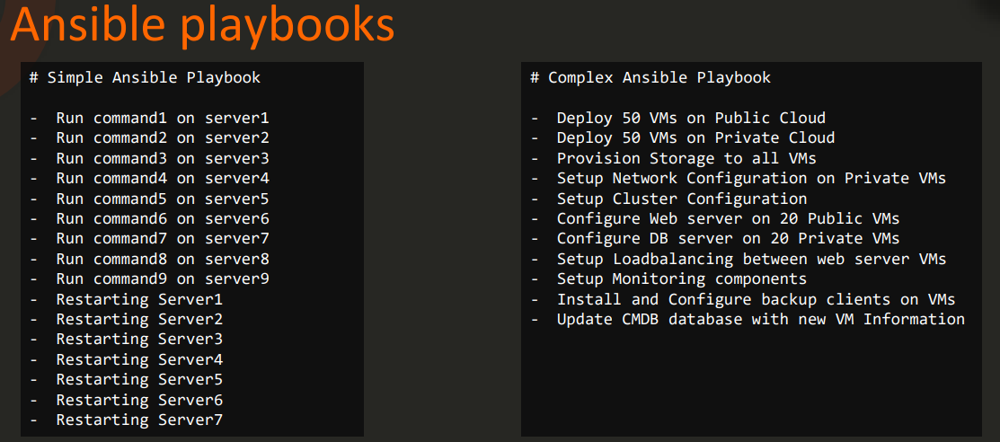 Ansible playbooks
# Simple Ansible Playbook
- Run command1 on server1
- Run command2 on server2
- Run command3 on server3
- Run command4 on server4
- Run command5 on server5
- Run command6 on server6
- Run command7 on server7
- Run command8 on server8
- Run command9 on server9
- Restarting Server1
- Restarting Server2
- Restarting Server3
- Restarting Server4
- Restarting Server5
- Restarting Server6
- Restarting Server7
# Complex Ansible Playbook
- Deploy 50 VMs on Public Cloud
- Deploy 50 VMs on Private Cloud
- Provision Storage to all VMs
- Setup Network Configuration on Private VMs
- Setup Cluster Configuration
- Configure Web server on 20 Public VMs
- Configure DB server on 20 Private VMs
- Setup Loadbalancing between web server VMs
- Setup Monitoring components
- Install and Configure backup clients on VMs
- Update CMDB database with new VM Information